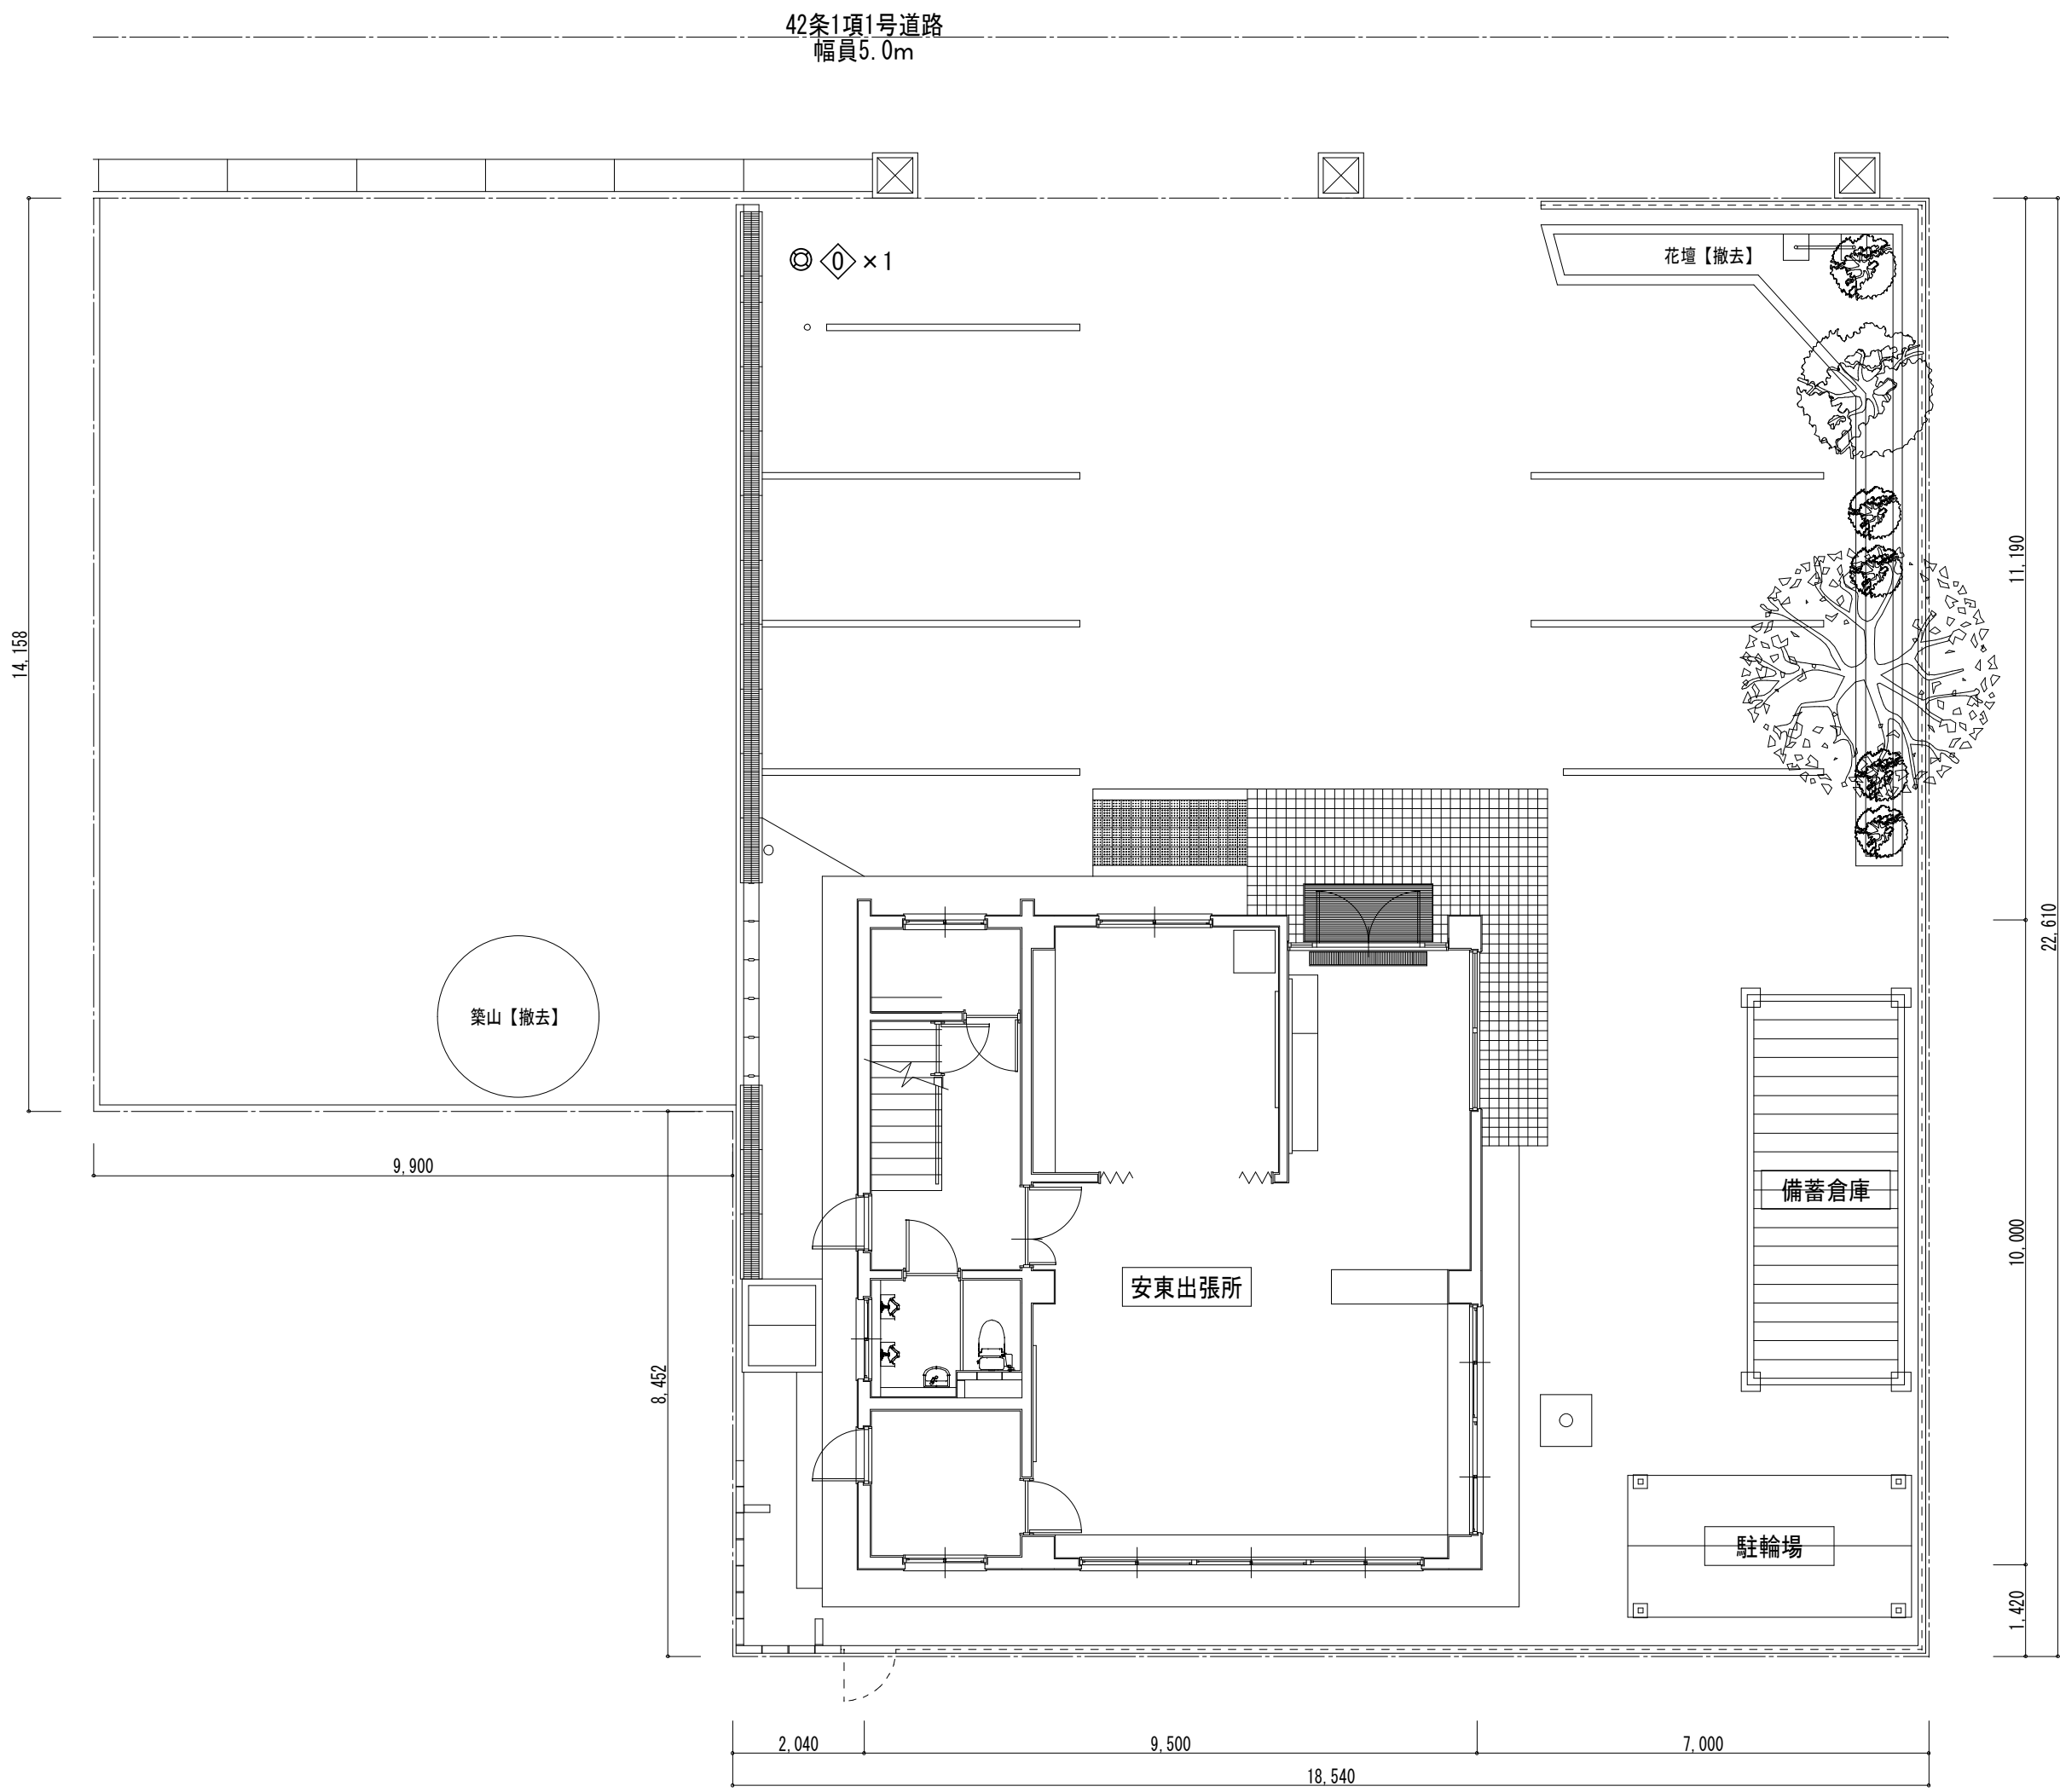 42条1項1号道路
幅員5.0m
0 ×1
花壇【撤去】
14,158
11,190
22,610
築山【撤去】
9,900
備蓄倉庫
10,000
安東出張所
8,452
駐輪場
1,420
2,040
9,500
7,000
18,540